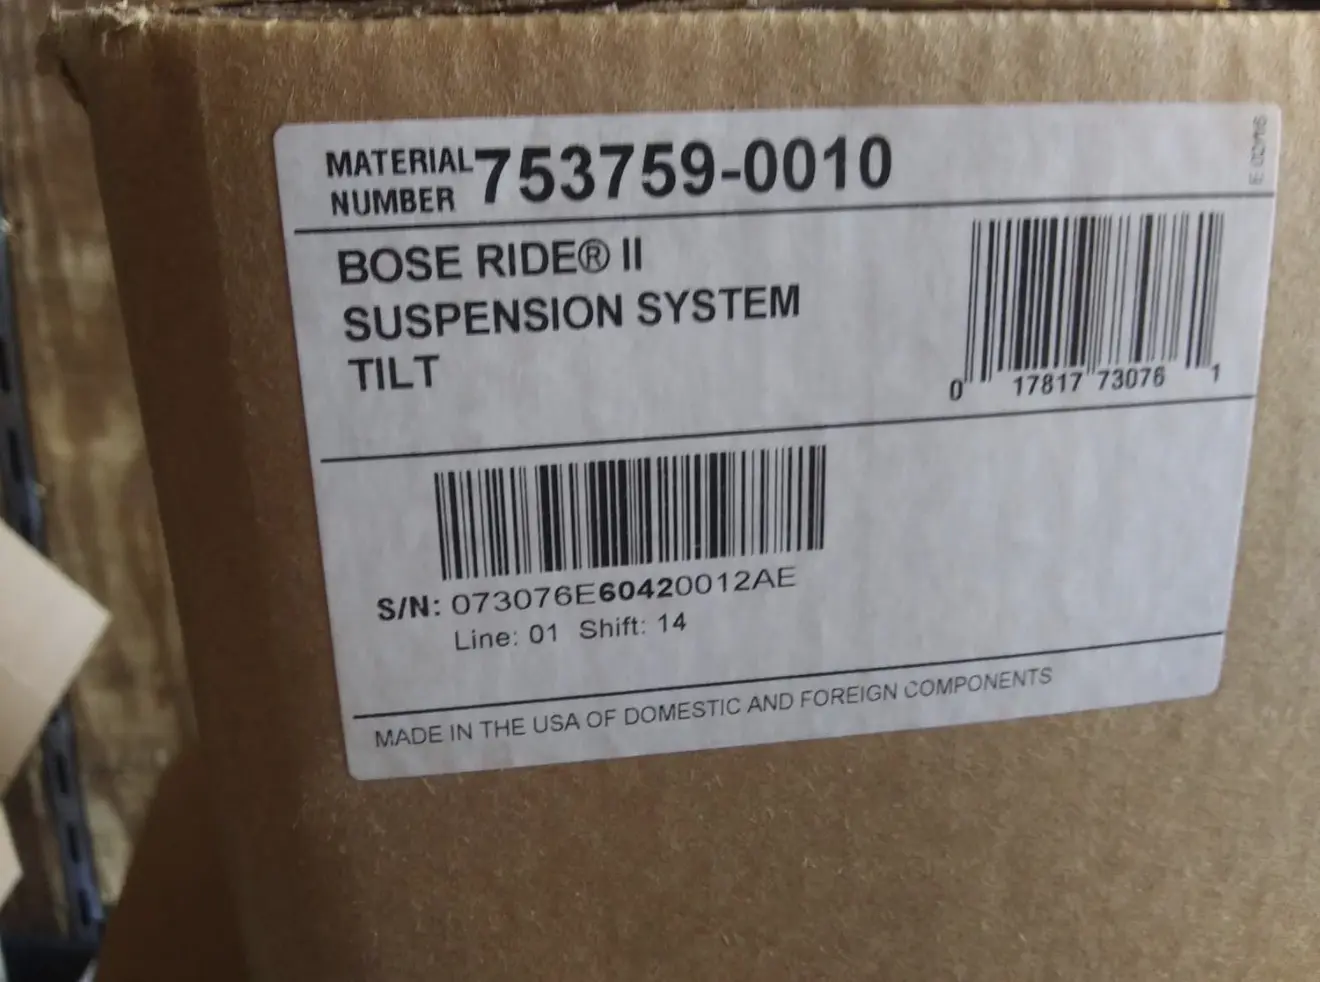 MATERIAL
NUMBER
753759-0010
BOSE RIDE® II
SUSPENSION SYSTEM
TILT
0 17817 73076 1
S/N: 073076E60420012AE
Line: 01 Shift: 14
MADE IN THE USA OF DOMESTIC AND FOREIGN COMPONENTS